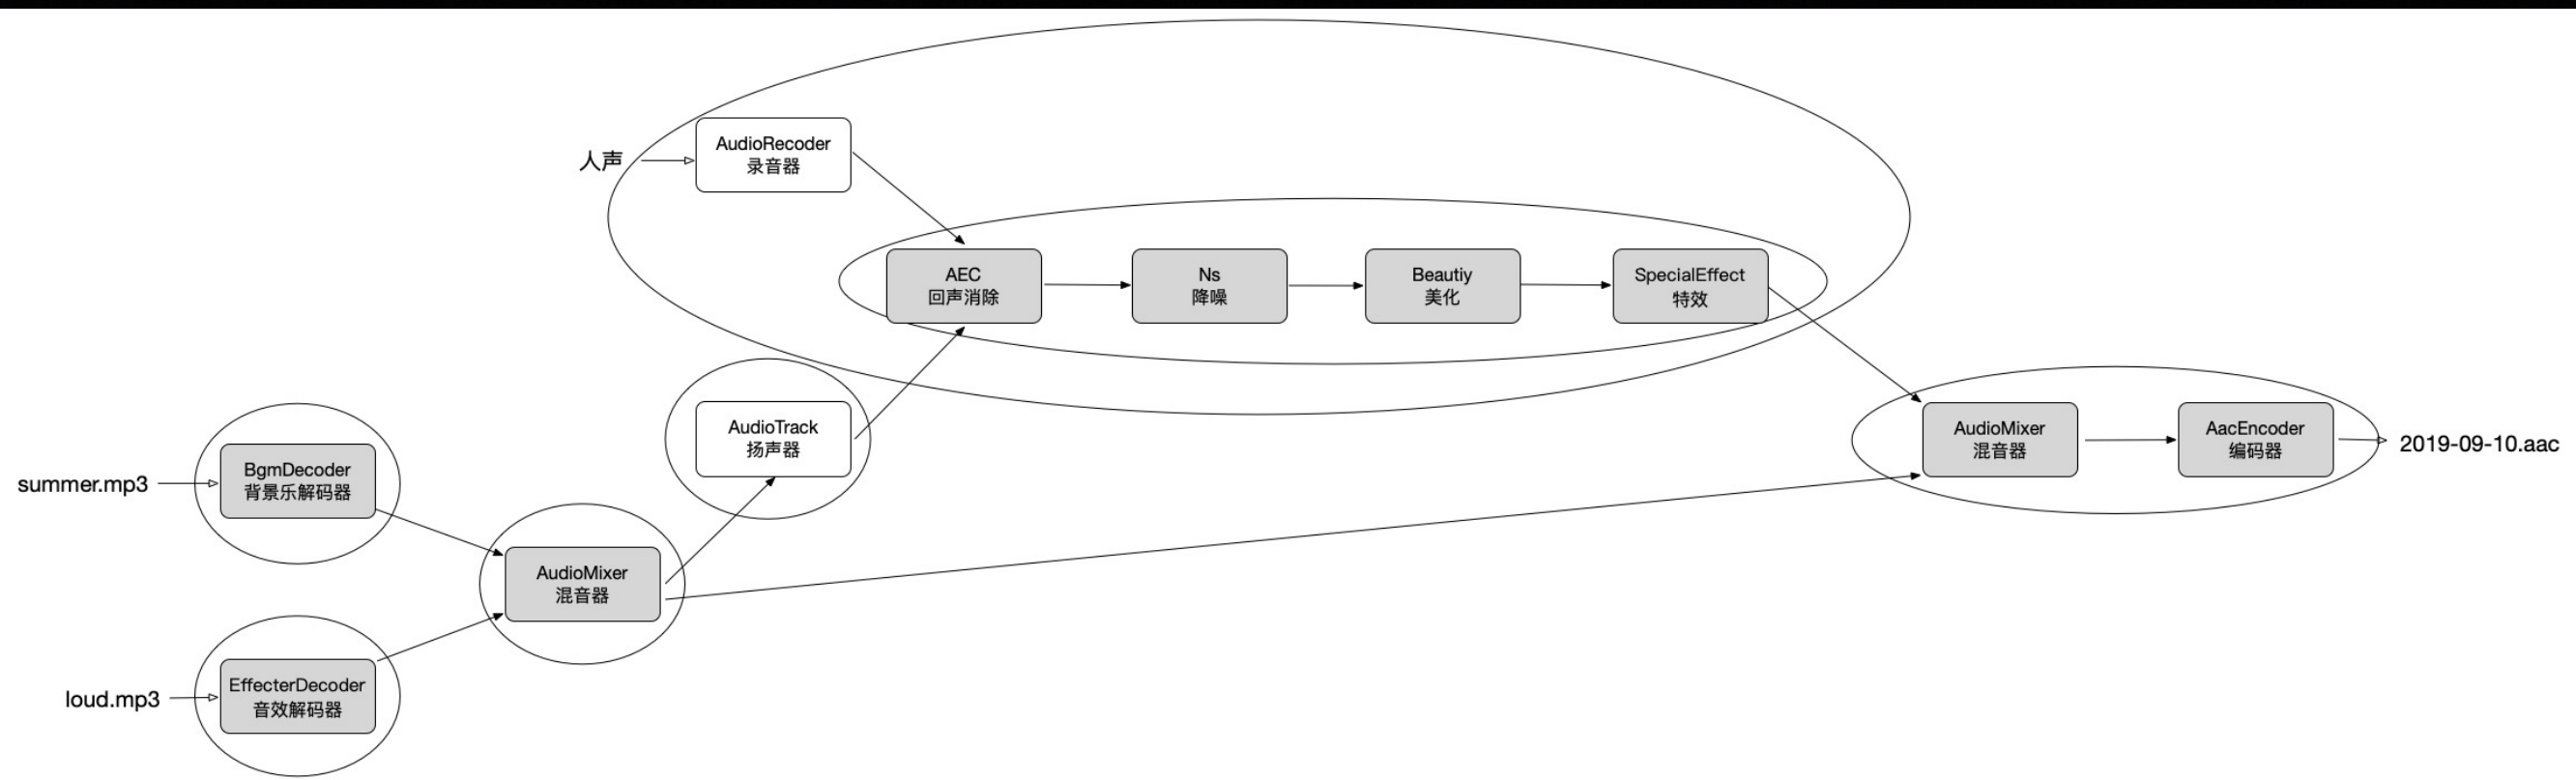 人声
AudioRecoder
录音器
AEC
回声消除
Ns
降噪
Beautiy
美化
SpecialEffect
特效
AudioTrack
扬声器
AudioMixer
混音器
AacEncoder
编码器
2019-09-10.aac
summer.mp3
BgmDecoder
背景乐解码器
AudioMixer
混音器
loud.mp3
EffecterDecoder
音效解码器